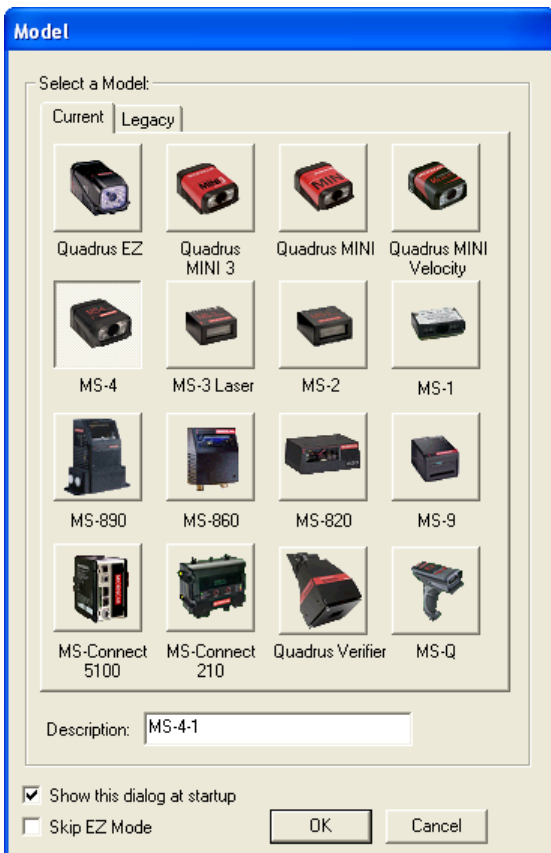 Model
Select a Model:
Current Legacy
Quadrus EZ
Quadrus
MINI 3
Quadrus MINI
Quadrus MINI
Velocity
MS-4
MS-3 Laser
MS-2
MS-1
MS-890
MS-860
MS-820
MS-9
MS-Connect
5100
MS-Connect
210
Quadrus Verifier
MS-Q
Description: MS-4-1
Show this dialog at startup
Skip EZ Mode
OK Cancel